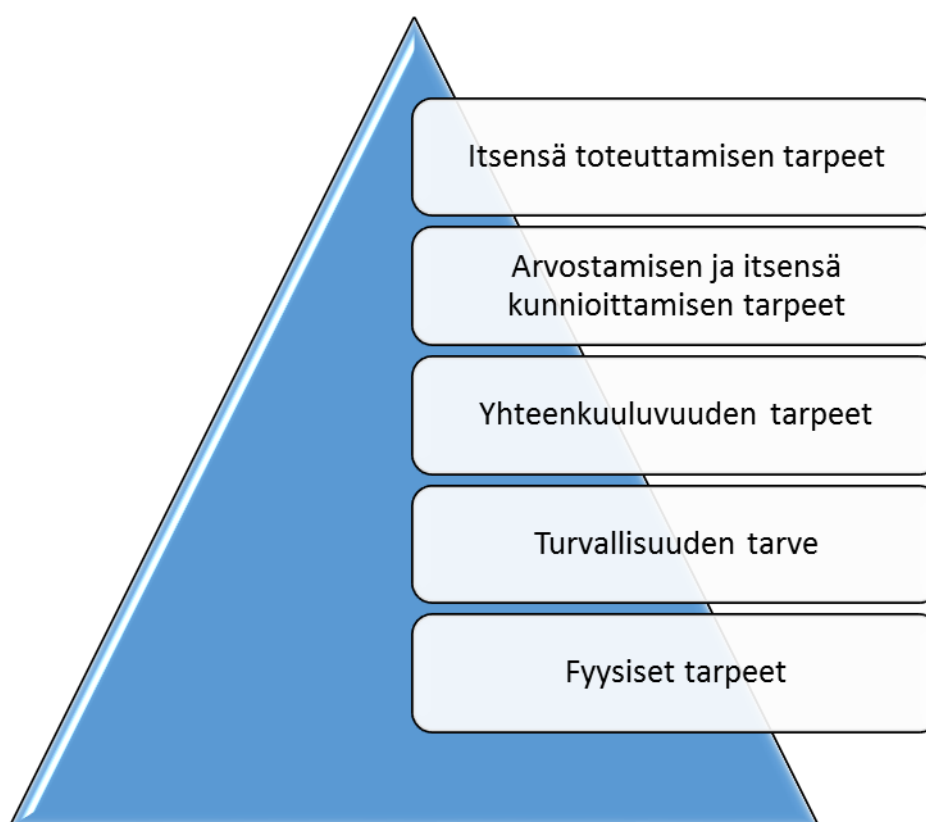 Itsensä toteuttamisen tarpeet
Arvostamisen ja itsensä
kunnioittamisen tarpeet
Yhteenkuuluvuuden tarpeet
Turvallisuuden tarve
Fyysiset tarpeet